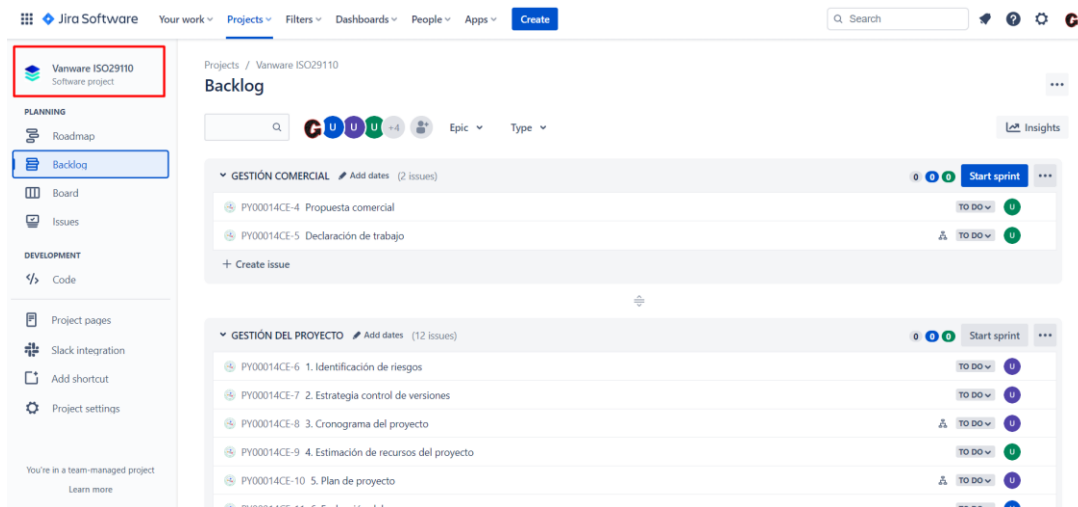 Jira Software Your work Projects Filters Dashboards People Apps Create Search
Vanware ISO29110
Software project
PLANNING
Roadmap
Backlog
Board
Issues
DEVELOPMENT
Code
Project pages
Slack integration
Add shortcut
Project settings
You're in a team-managed project
Learn more
Projects / Vanware ISO29110
Backlog
G U U U +4 Epic Type Insights
GESTIÓN COMERCIAL Add dates (2 issues) 0 0 0 Start sprint
PY00014CE-4 Propuesta comercial TO DO U
PY00014CE-5 Declaración de trabajo TO DO U
+ Create issue
GESTIÓN DEL PROYECTO Add dates (12 issues) 0 0 0 Start sprint
PY00014CE-6 1. Identificación de riesgos TO DO U
PY00014CE-7 2. Estrategia control de versiones TO DO U
PY00014CE-8 3. Cronograma del proyecto TO DO U
PY00014CE-9 4. Estimación de recursos del proyecto TO DO U
PY00014CE-10 5. Plan de proyecto TO DO U